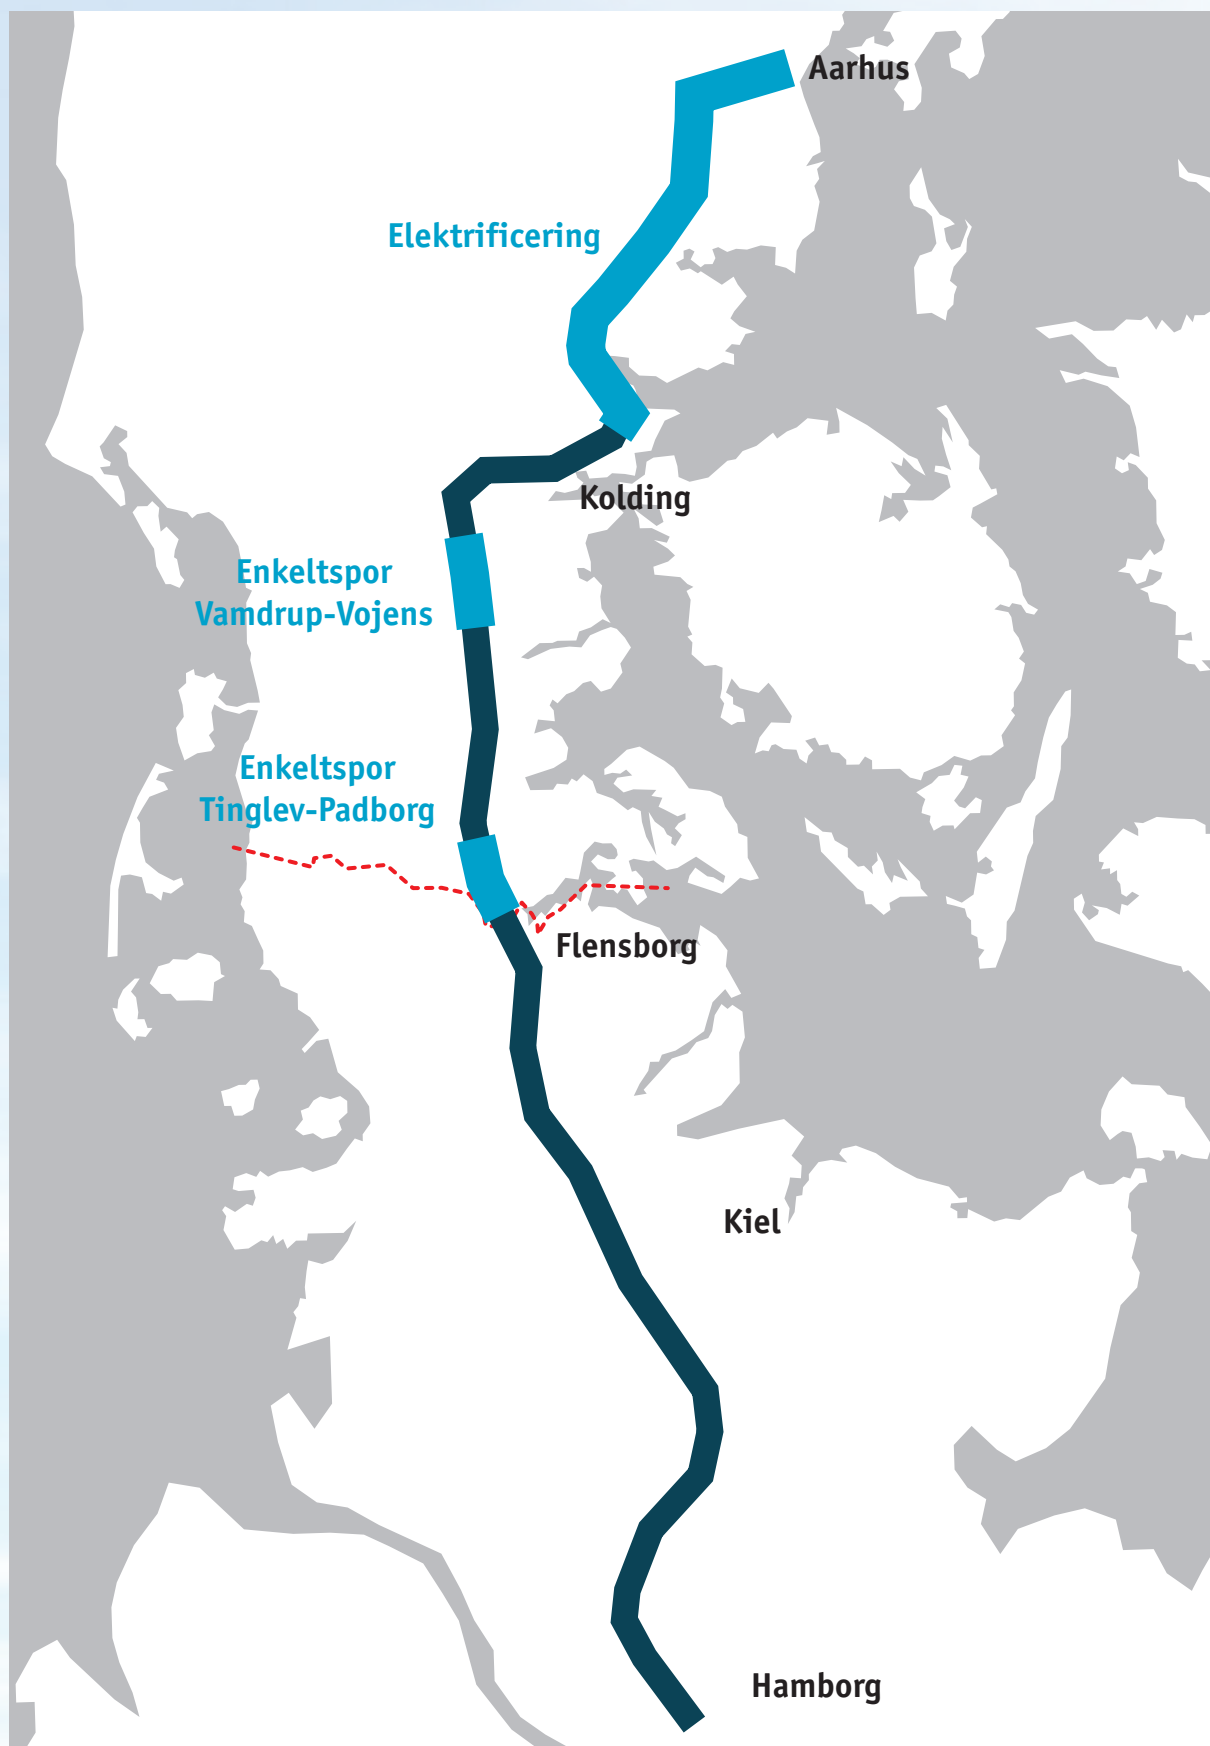 Aarhus
Elektrificering
Kolding
Enkeltspor
Vamdrup-Vojens
Enkeltspor
Tinglev-Padborg
Flensborg
Kiel
Hamborg